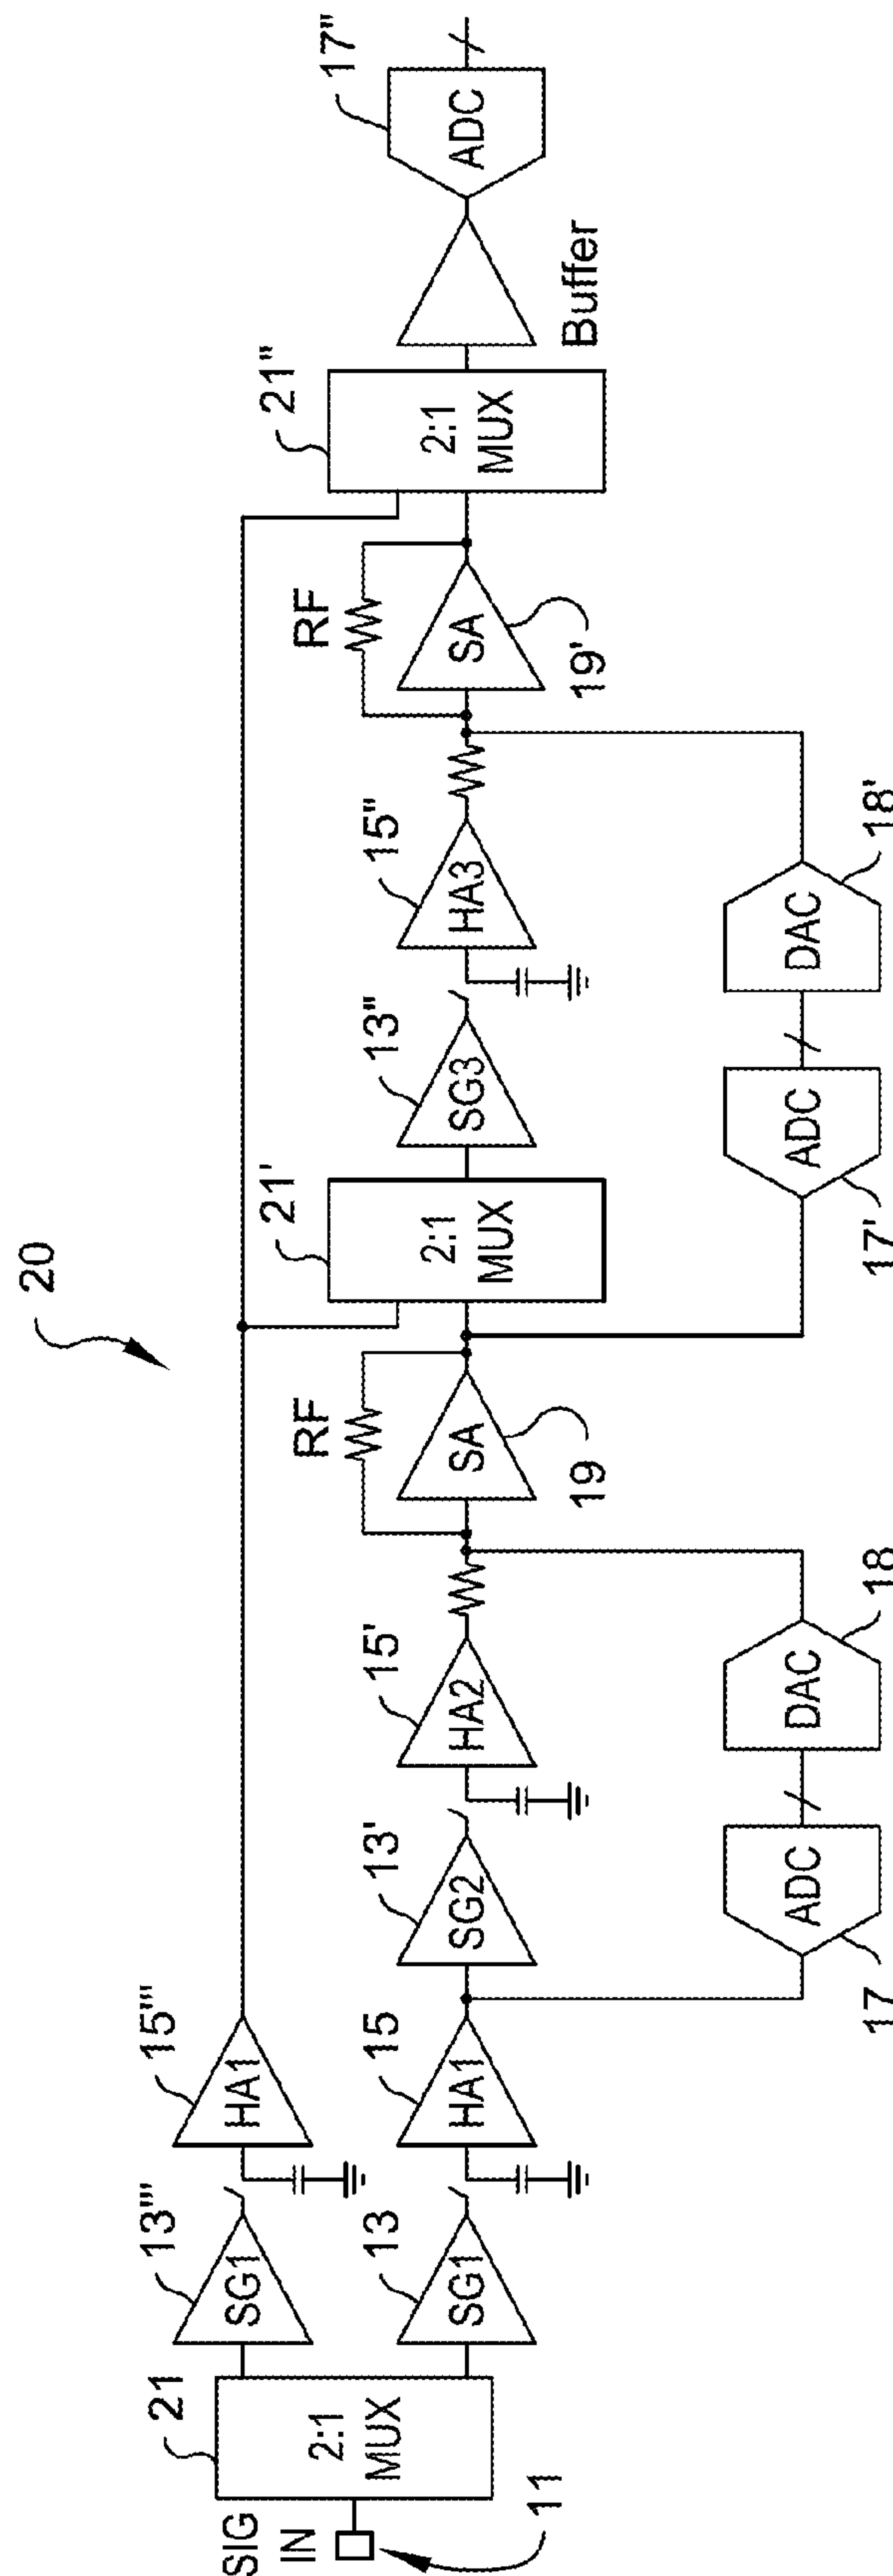 20
SIG
IN
11
21
2:1
MUX
13'''
SG1
15'''
HA1
13
SG1
15
HA1
13'
SG2
15'
HA2
RF
SA
19
21'
2:1
MUX
13"
SG3
15"
HA3
RF
SA
19'
21"
2:1
MUX
Buffer
ADC
17"
17
ADC
DAC
18
17'
ADC
DAC
18'